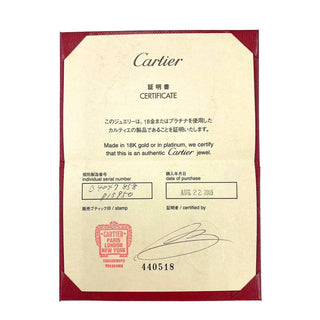 Cartier
証明書
CERTIFICATE
このジュエリーは、18金またはプラチナを使用した
カルティエの製品であることを証明いたします。
Made in 18K gold or in platinum, we certify
that this is an authentic Cartier jewel.
個別製造番号 購入年月日
individual serial number date of purchase
858 AUG 22
販売ブティック印 / stamp 証明者 / certified by
CARTIER
PARIS
LONDON
NEW YORK
440518